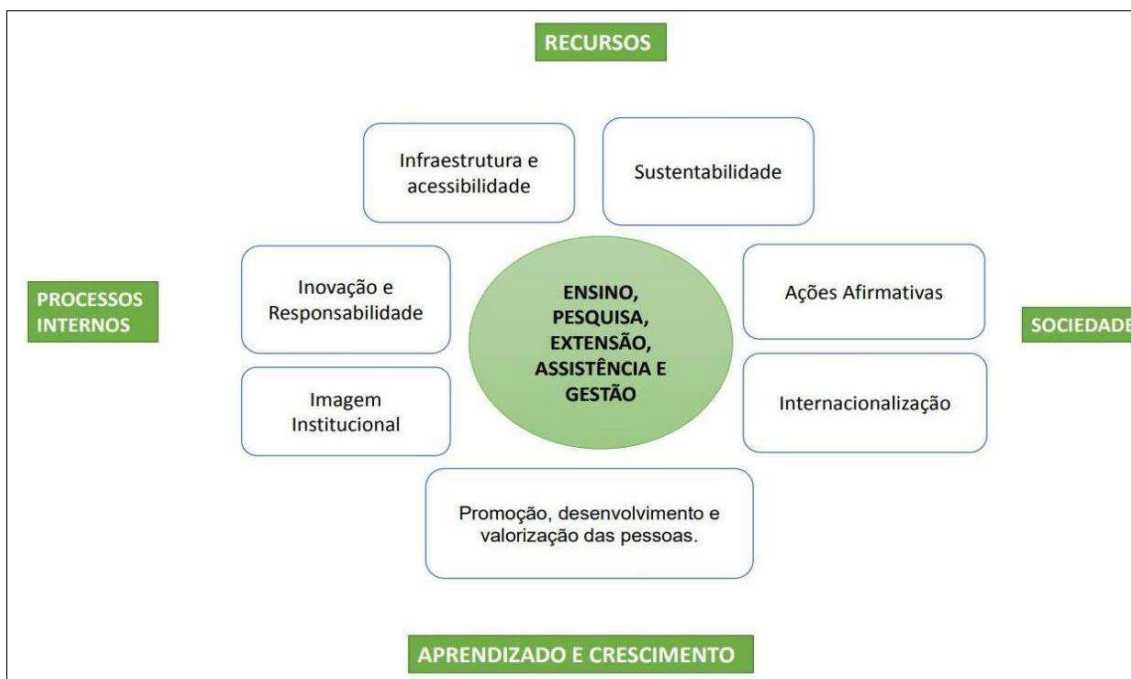 RECURSOS
Infraestrutura e
acessibilidade
Sustentabilidade
PROCESSOS
INTERNOS
Inovação e
Responsabilidade
ENSINO,
PESQUISA,
EXTENSÃO,
ASSISTÊNCIA E
GESTÃO
Ações Afirmativas
SOCIEDADE
Imagem
Institucional
Internacionalização
Promoção, desenvolvimento e
valorização das pessoas.
APRENDIZADO E CRESCIMENTO